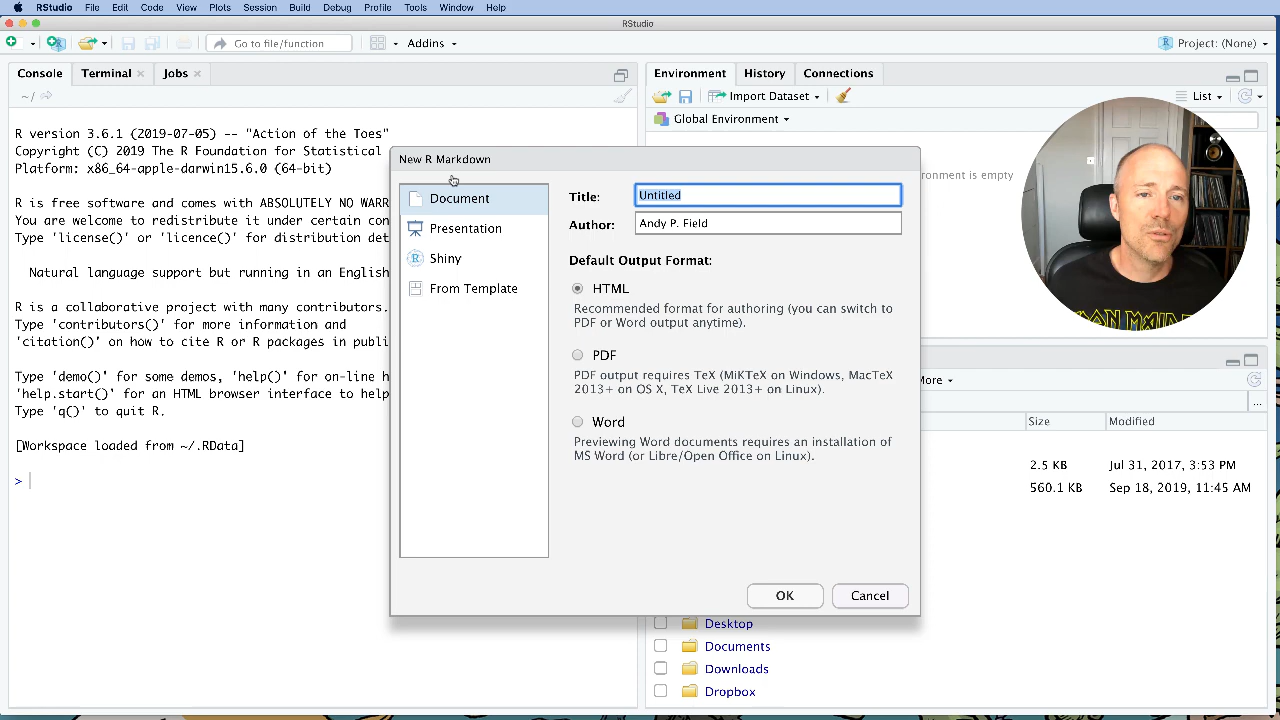 RStudio File Edit Code View Plots Session Build Debug Profile Tools Window Help
RStudio
Go to file/function
Addins
Project: (None)
Console Terminal Jobs
~/
R version 3.6.1 (2019-07-05) -- "Action of the Toes"
Copyright (C) 2019 The R Foundation for Statistical
Platform: x86_64-apple-darwin15.6.0 (64-bit)
R is free software and comes with ABSOLUTELY NO WARR
You are welcome to redistribute it under certain con
Type 'license()' or 'licence()' for distribution det
Natural language support but running in an English
R is a collaborative project with many contributors.
Type 'contributors()' for more information and
'citation()' on how to cite R or R packages in publi
Type 'demo()' for some demos, 'help()' for on-line h
'help.start()' for an HTML browser interface to help
Type 'q()' to quit R.
[Workspace loaded from ~/.RData]
>
Environment History Connections
Import Dataset
List
Global Environment
ronment is empty
IRON MAIDEN
New R Markdown
Document
Presentation
Shiny
From Template
Title: Untitled
Author: Andy P. Field
Default Output Format:
HTML
Recommended format for authoring (you can switch to
PDF or Word output anytime).
PDF
PDF output requires TeX (MiKTeX on Windows, MacTeX
2013+ on OS X, TeX Live 2013+ on Linux).
Word
Previewing Word documents requires an installation of
MS Word (or Libre/Open Office on Linux).
OK Cancel
More
...
Size Modified
2.5 KB Jul 31, 2017, 3:53 PM
560.1 KB Sep 18, 2019, 11:45 AM
Desktop
Documents
Downloads
Dropbox